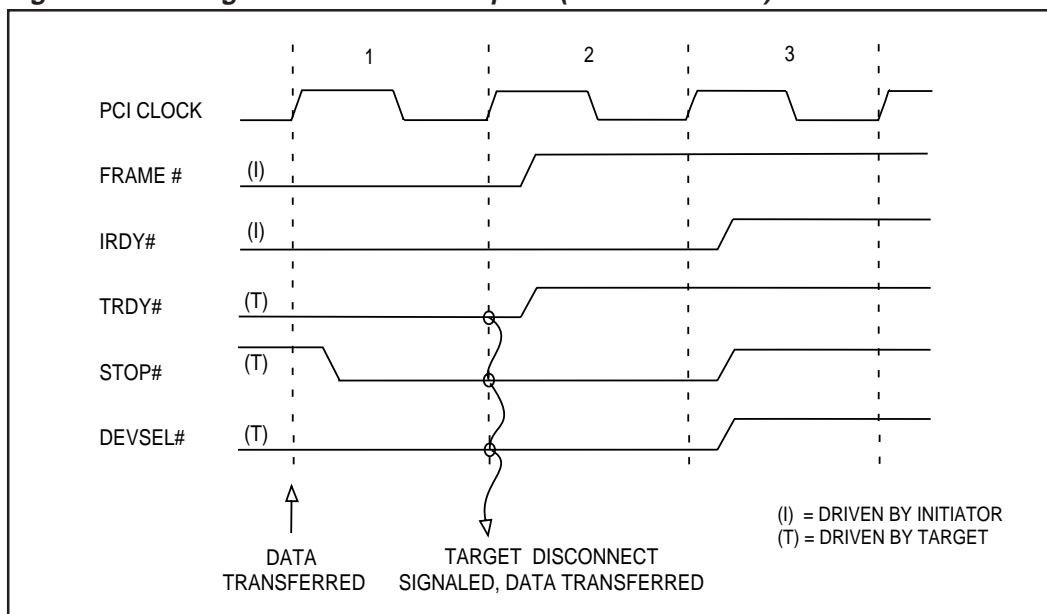 1 2 3
PCI CLOCK
FRAME # (I)
IRDY# (I)
TRDY# (T)
STOP# (T)
DEVSEL# (T)
(I) = DRIVEN BY INITIATOR
(T) = DRIVEN BY TARGET
DATA
TRANSFERRED
TARGET DISCONNECT
SIGNALED, DATA TRANSFERRED